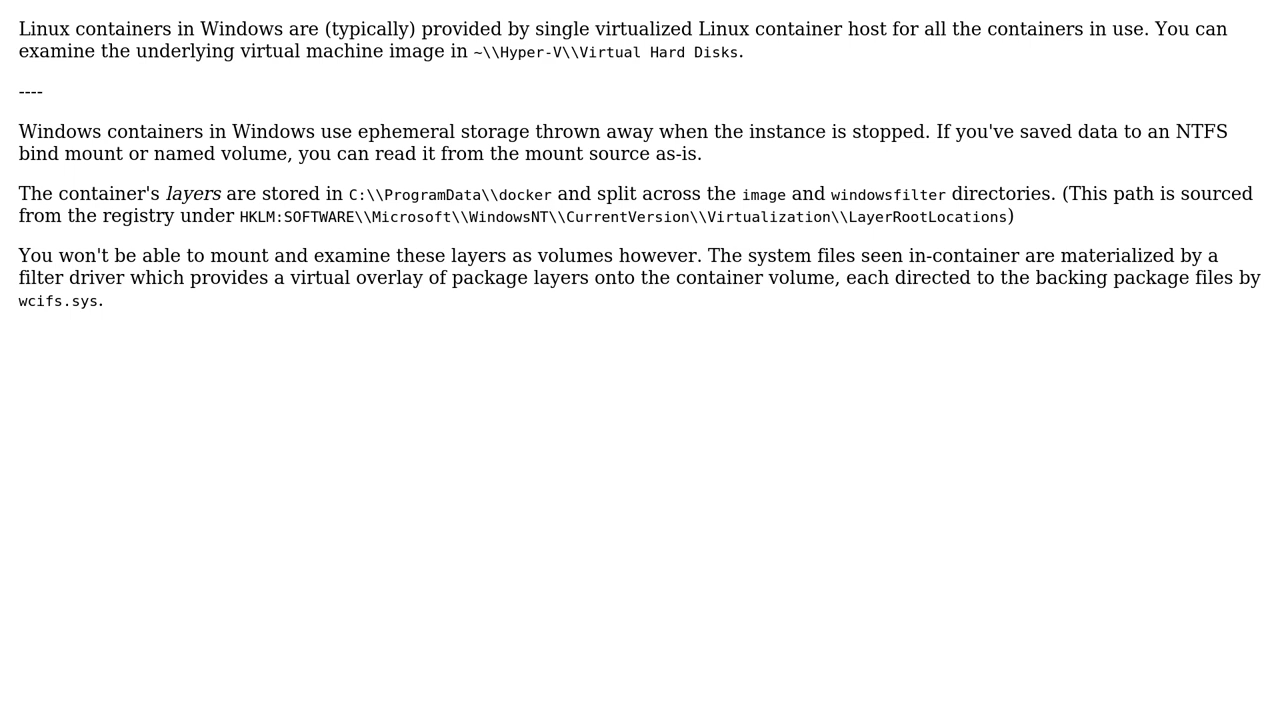 Linux containers in Windows are (typically) provided by single virtualized Linux container host for all the containers in use. You can
examine the underlying virtual machine image in ~\\Hyper-V\\Virtual Hard Disks.
----
Windows containers in Windows use ephemeral storage thrown away when the instance is stopped. If you've saved data to an NTFS
bind mount or named volume, you can read it from the mount source as-is.
The container's layers are stored in C:\\ProgramData\\docker and split across the image and windowsfilter directories. (This path is sourced
from the registry under HKLM:SOFTWARE\\Microsoft\\WindowsNT\\CurrentVersion\\Virtualization\\LayerRootLocations)
You won't be able to mount and examine these layers as volumes however. The system files seen in-container are materialized by a
filter driver which provides a virtual overlay of package layers onto the container volume, each directed to the backing package files by
wcifs.sys.